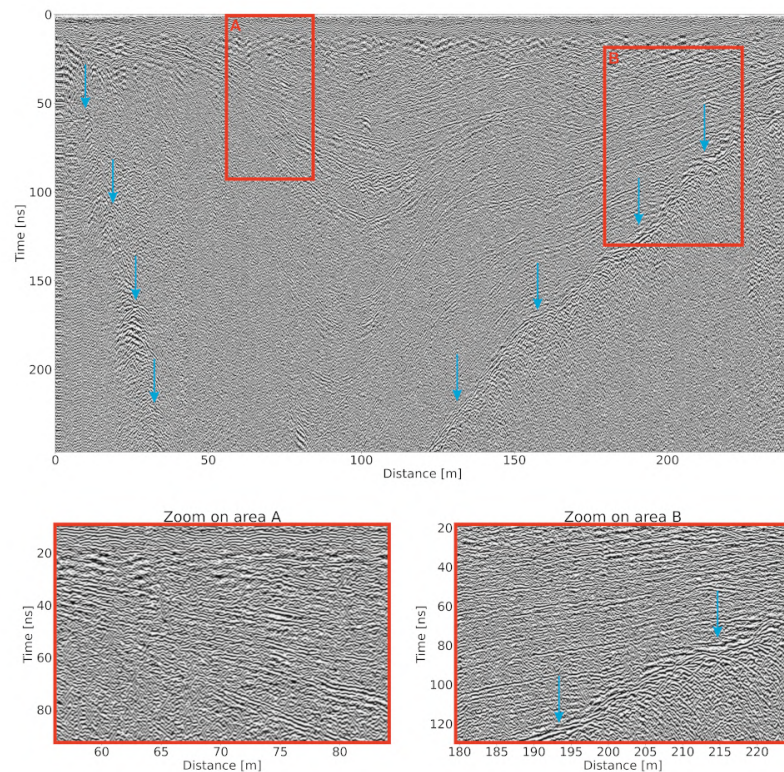 0
A
B
50
100
150
200
Time [ns]
0 50 100 150 200
Distance [m]
Zoom on area A
Zoom on area B
20
40
60
80
Time [ns]
60 65 70 75 80
Distance [m]
20
40
60
80
100
120
Time [ns]
180 185 190 195 200 205 210 215 220
Distance [m]